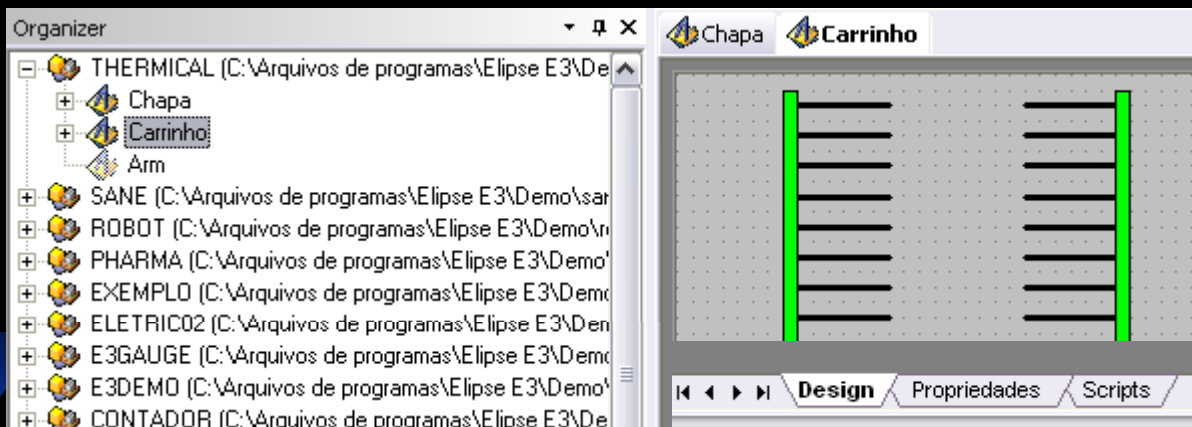 Organizer
THERMICAL (C:\Arquivos de programas\Elipse E3\De
Chapa
Carrinho
Arm
SANE (C:\Arquivos de programas\Elipse E3\Demo\sar
ROBOT (C:\Arquivos de programas\Elipse E3\Demo\r
PHARMA (C:\Arquivos de programas\Elipse E3\Demo'
EXEMPLO (C:\Arquivos de programas\Elipse E3\Demo
ELETRIC02 (C:\Arquivos de programas\Elipse E3\Den
E3GAUGE (C:\Arquivos de programas\Elipse E3\Demo
E3DEMO (C:\Arquivos de programas\Elipse E3\Demo'
CONTADOR (C:\Arquivos de programas\Elipse E3\De
Chapa Carrinho
Design Propriedades Scripts